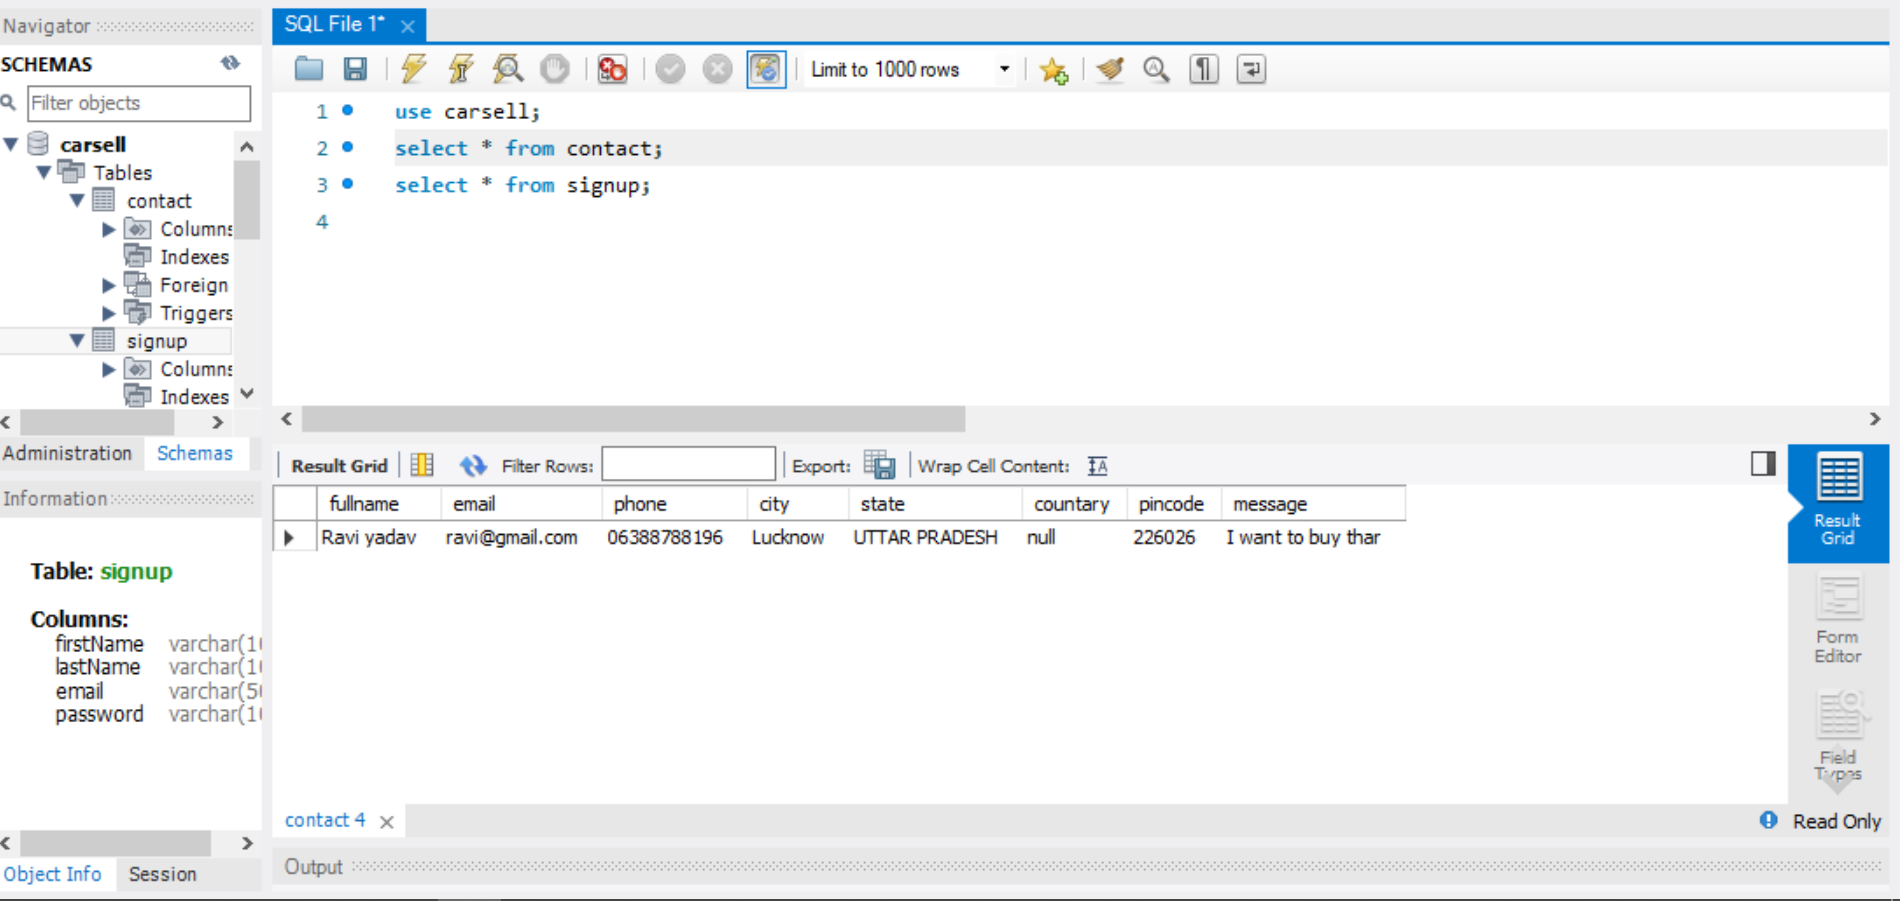 Navigator
SCHEMAS
Filter objects
carsell
Tables
contact
Columns
Indexes
Foreign
Triggers
signup
Columns
Indexes
Administration Schemas
Information
Table: signup
Columns:
firstName varchar(1
lastName varchar(1
email varchar(5
password varchar(1
Object Info Session
SQL File 1*
Limit to 1000 rows
1 use carsell;
2 select * from contact;
3 select * from signup;
4
Result Grid Filter Rows: Export: Wrap Cell Content: IA
fullname email phone city state countary pincode message
Ravi yadav ravi@gmail.com 06388788196 Lucknow UTTAR PRADESH null 226026 I want to buy thar
Result
Grid
Form
Editor
Field
Types
contact 4
Read Only
Output